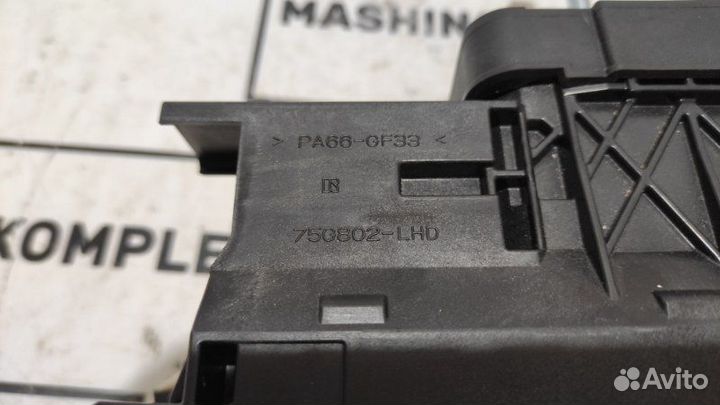 MASHIN
KOMPLE
> PA66-GF33 <
750802-LHD
Avito